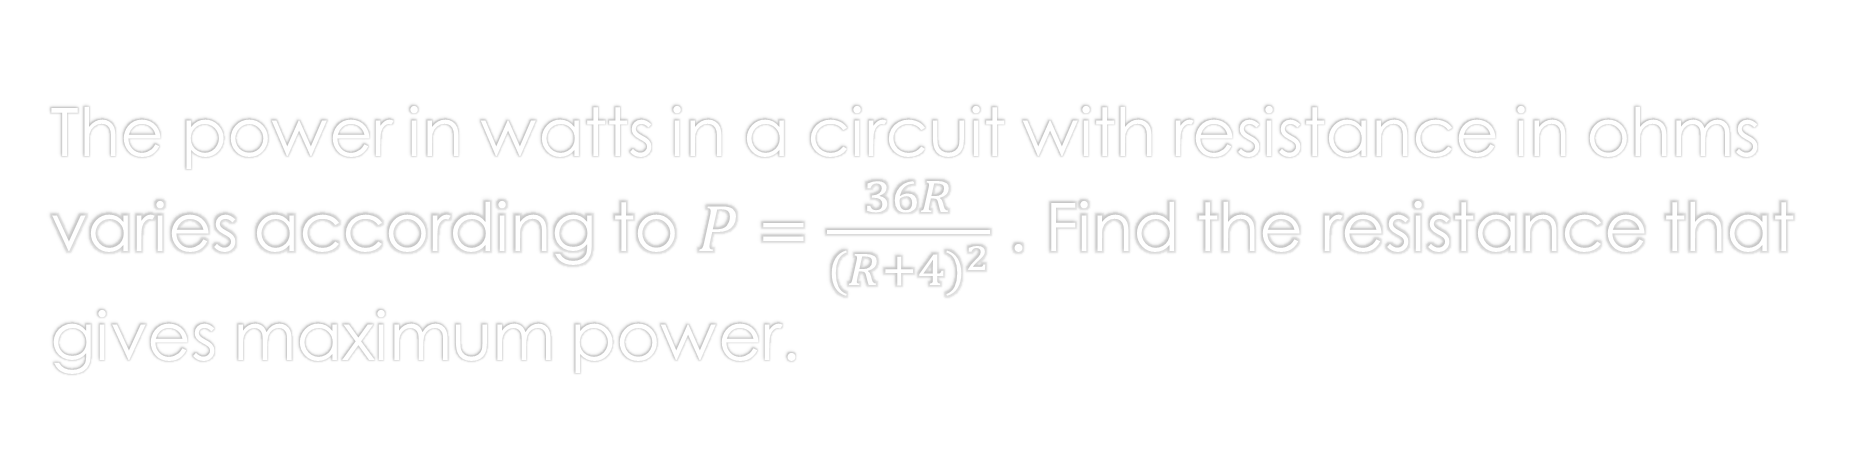 The power in watts in a circuit with resistance in ohms
varies according to P = 36R/(R+4)² . Find the resistance that
gives maximum power.